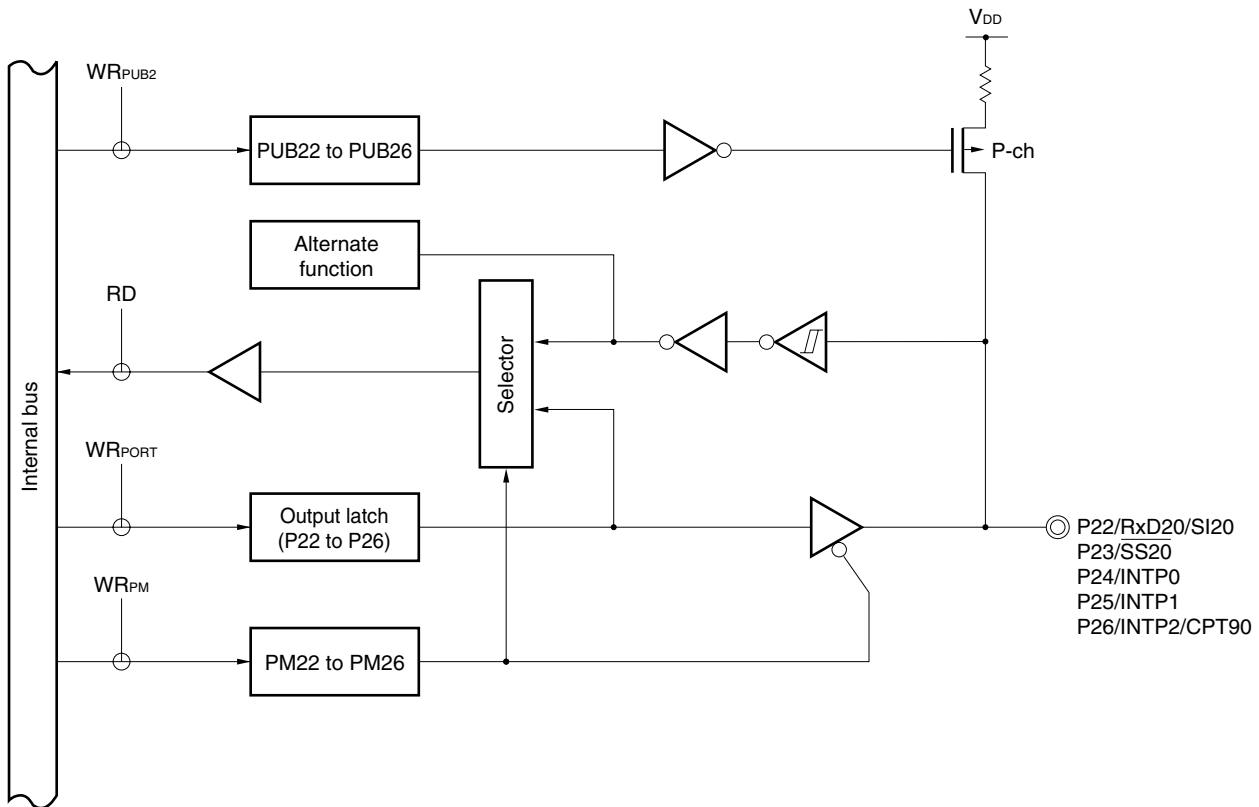 VDD
WRPUB2
PUB22 to PUB26
P-ch
Alternate
function
RD
Selector
Internal bus
WRPORT
Output latch
(P22 to P26)
P22/RxD20/SI20
P23/SS20
P24/INTP0
P25/INTP1
P26/INTP2/CPT90
WRPM
PM22 to PM26